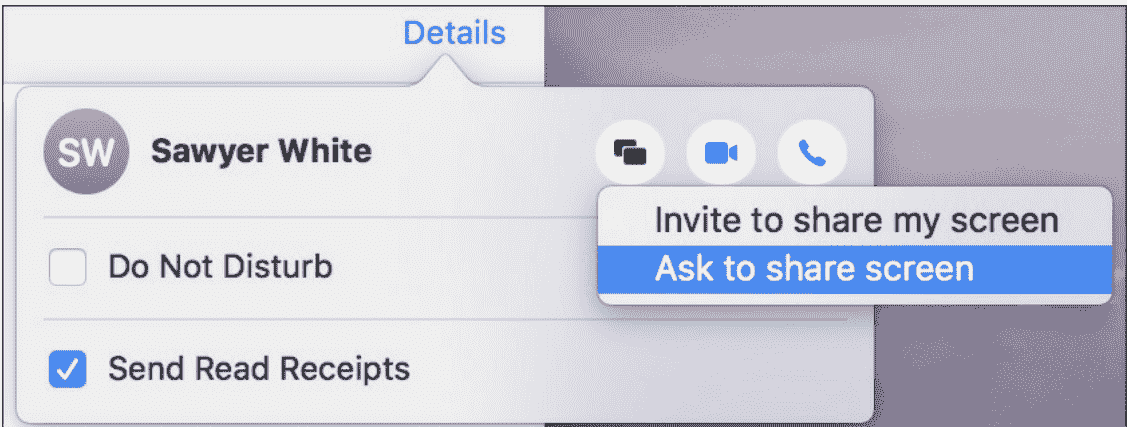 Details
SW Sawyer White
Invite to share my screen
Do Not Disturb
Ask to share screen
Send Read Receipts